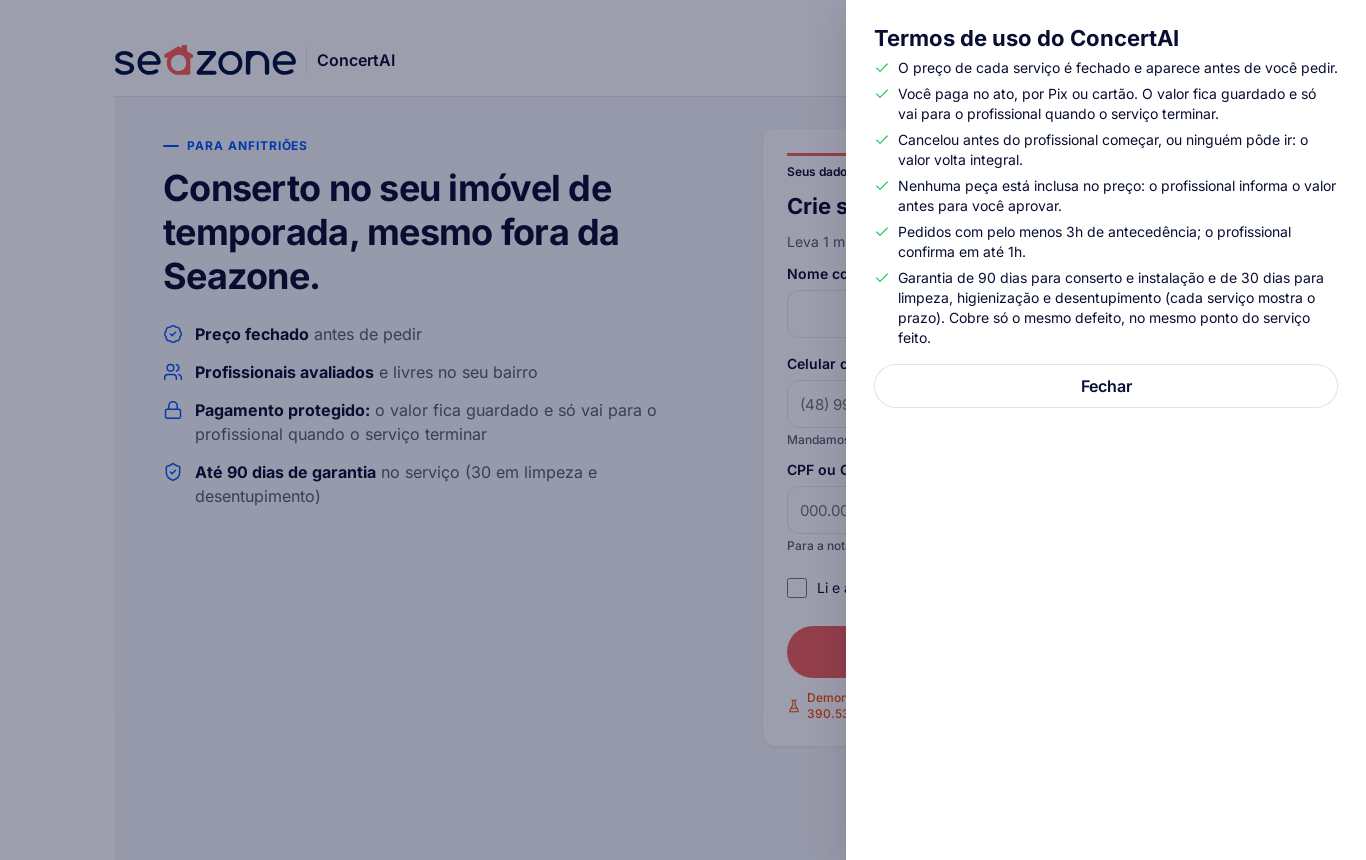 seazone
ConcertAI
PARA ANFITRIÕES
Conserto no seu imóvel de
temporada, mesmo fora da
Seazone.
Preço fechado antes de pedir
Profissionais avaliados e livres no seu bairro
Pagamento protegido: o valor fica guardado e só vai para o
profissional quando o serviço terminar
Até 90 dias de garantia no serviço (30 em limpeza e
desentupimento)
Seus
Crie
Leva 1
Nome
Celular
(48)
CPF ou
Para a
Li e
390.53
Termos de uso do ConcertAI
O preço de cada serviço é fechado e aparece antes de você pedir.
Você paga no ato, por Pix ou cartão. O valor fica guardado e só
vai para o profissional quando o serviço terminar.
Cancelou antes do profissional começar, ou ninguém pôde ir: o
valor volta integral.
Nenhuma peça está inclusa no preço: o profissional informa o valor
antes para você aprovar.
Pedidos com pelo menos 3h de antecedência; o profissional
confirma em até 1h.
Garantia de 90 dias para conserto e instalação e de 30 dias para
limpeza, higienização e desentupimento (cada serviço mostra o
prazo). Cobre só o mesmo defeito, no mesmo ponto do serviço
feito.
Fechar